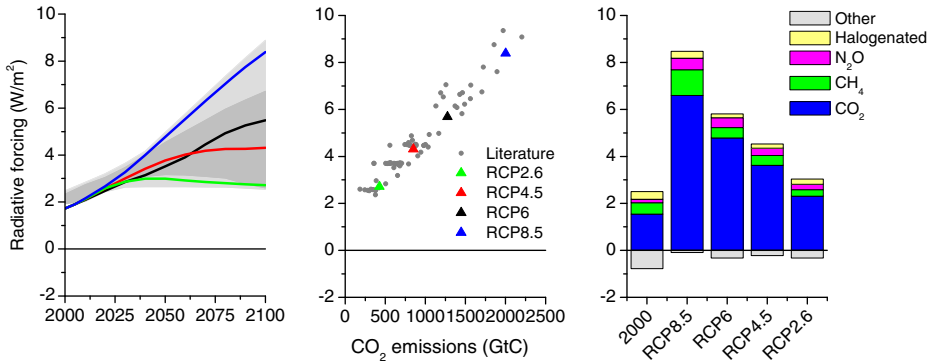 Radiative forcing (W/m²)
10
8
6
4
2
0
-2
2000
2025
2050
2075
2100
10
8
6
4
2
0
-2
0
500
1000
1500
2000
2500
CO₂ emissions (GtC)
Literature
RCP2.6
RCP4.5
RCP6
RCP8.5
10
8
6
4
2
0
-2
2000
RCP8.5
RCP6
RCP4.5
RCP2.6
Other
Halogenated
N₂O
CH₄
CO₂